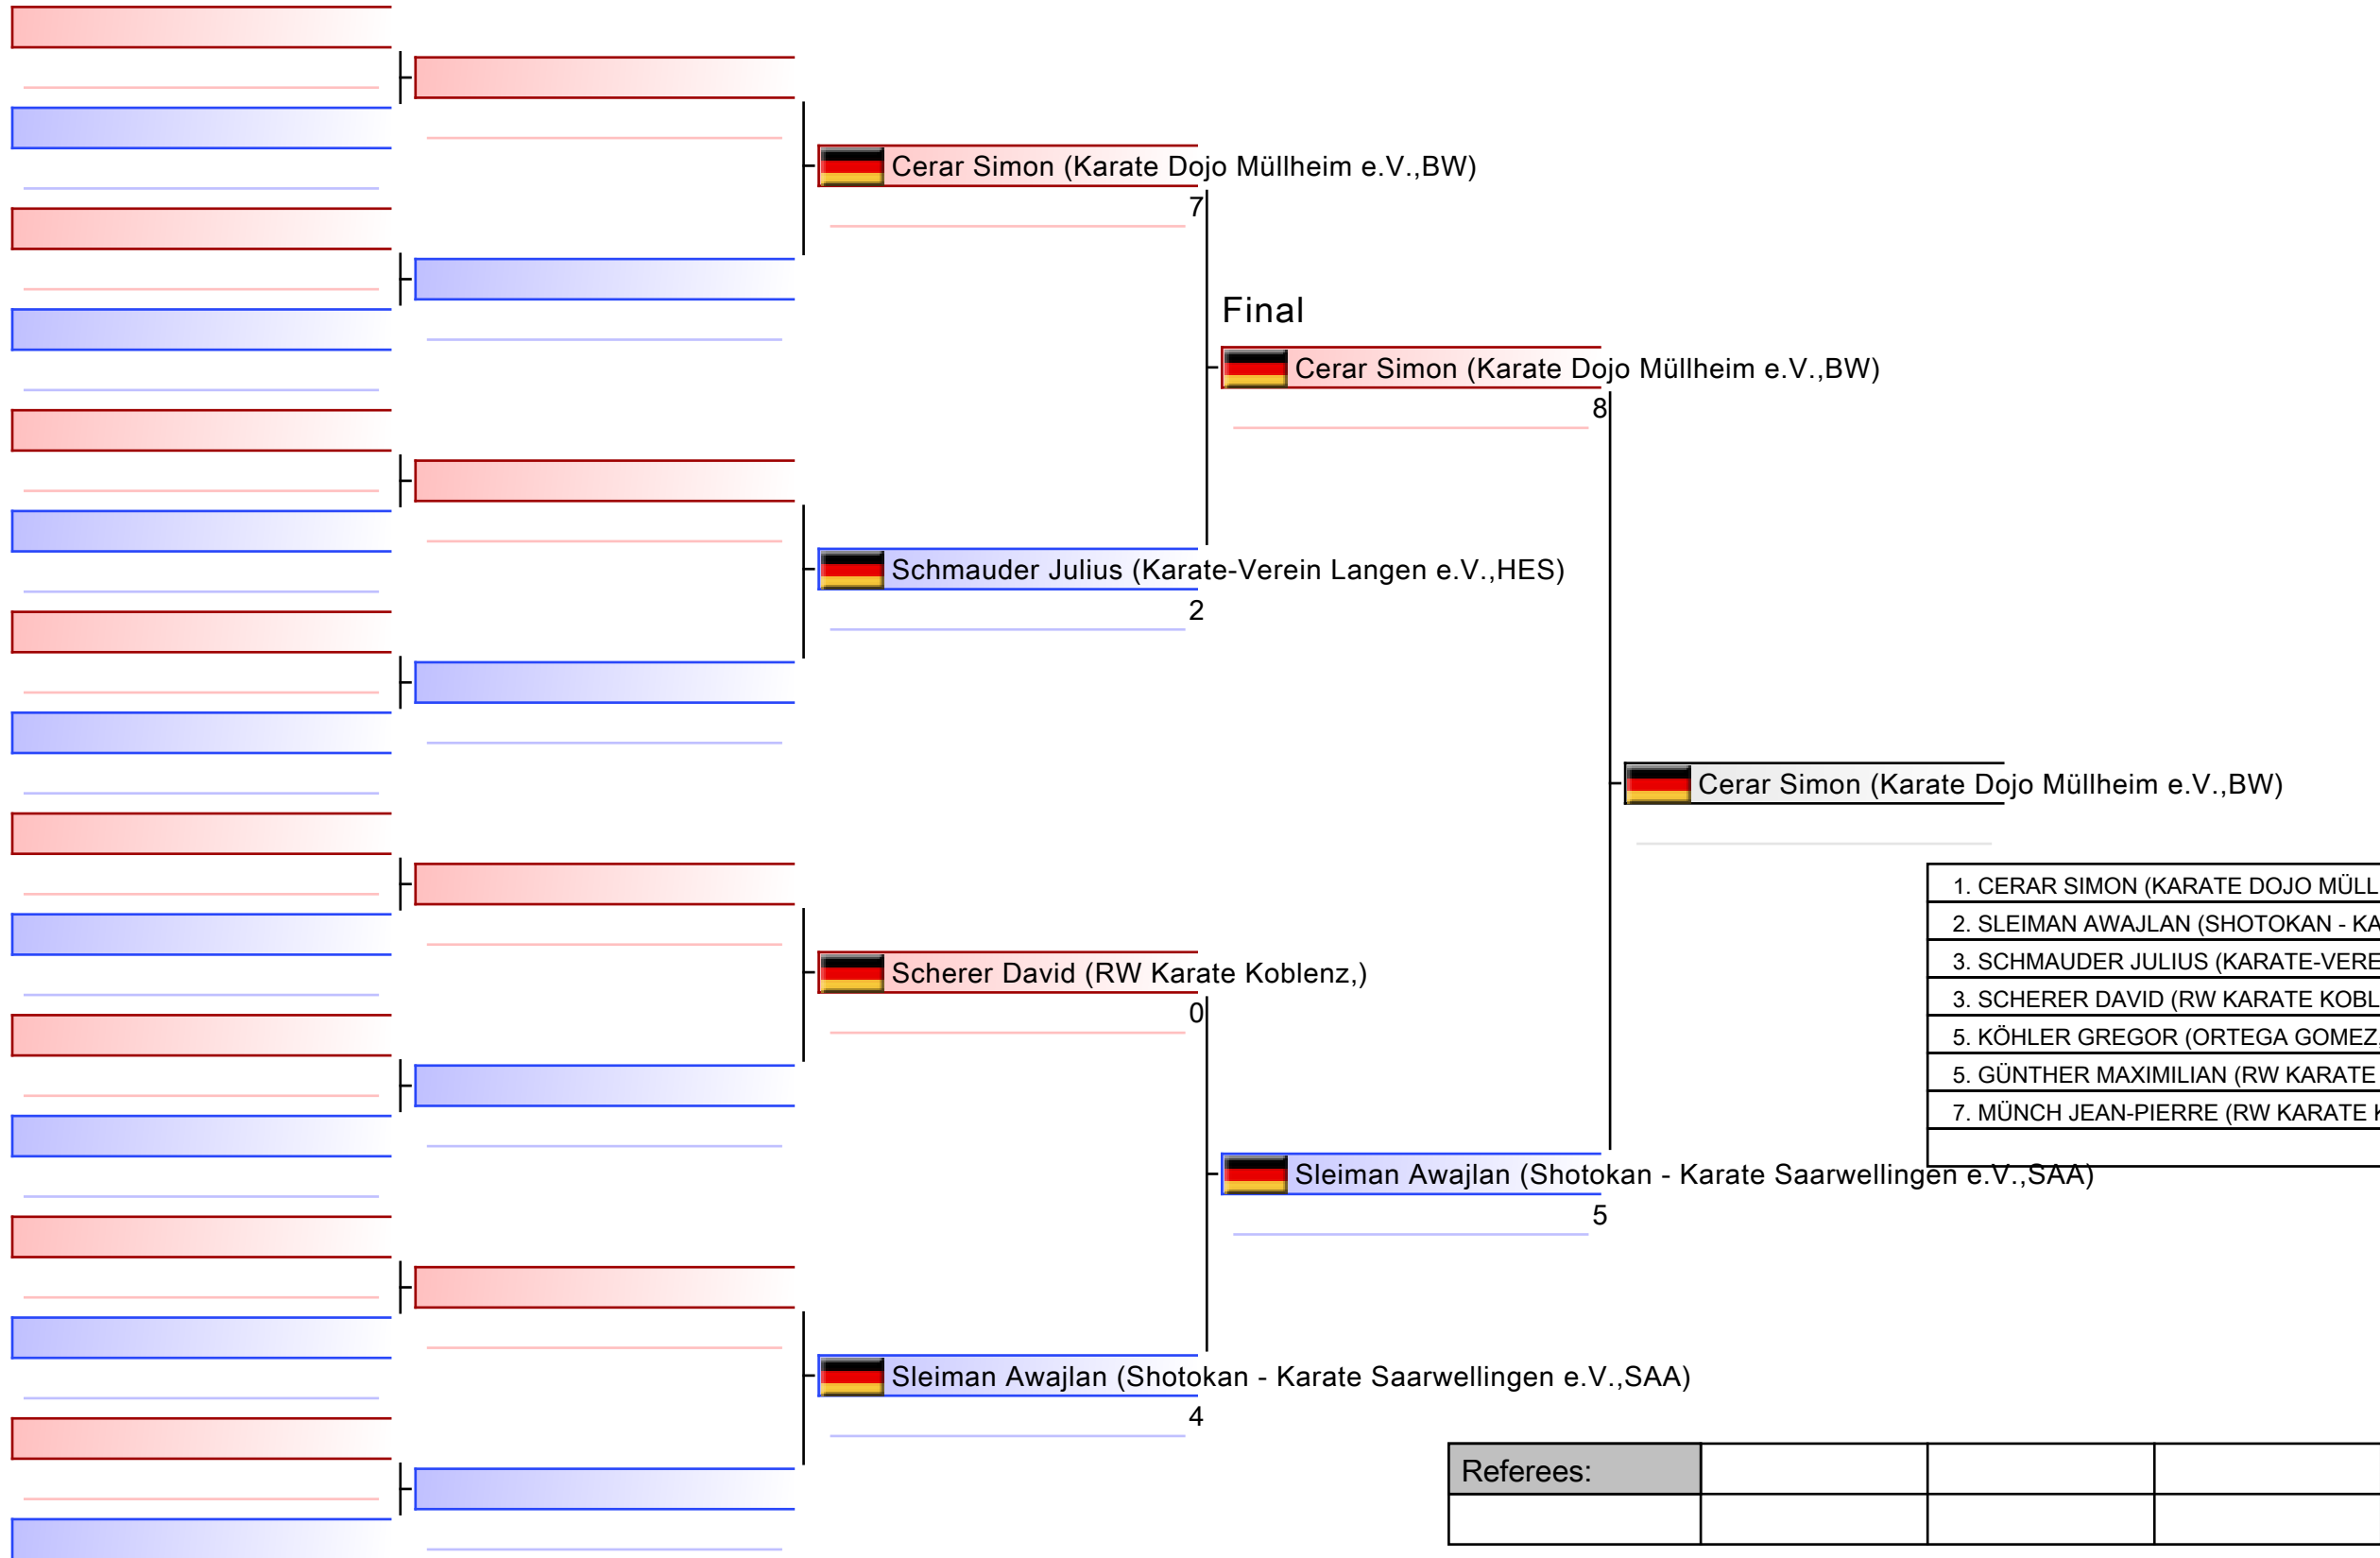 Cerar Simon (Karate Dojo Müllheim e.V.,BW)
7
Final
Cerar Simon (Karate Dojo Müllheim e.V.,BW)
8
Schmauder Julius (Karate-Verein Langen e.V.,HES)
2
Cerar Simon (Karate Dojo Müllheim e.V.,BW)
1. CERAR SIMON (KARATE DOJO MÜLL
2. SLEIMAN AWAJLAN (SHOTOKAN - KA
3. SCHMAUDER JULIUS (KARATE-VERE
3. SCHERER DAVID (RW KARATE KOBL
5. KÖHLER GREGOR (ORTEGA GOMEZ
5. GÜNTHER MAXIMILIAN (RW KARATE
7. MÜNCH JEAN-PIERRE (RW KARATE K
Scherer David (RW Karate Koblenz,)
0
Sleiman Awajlan (Shotokan - Karate Saarwellingen e.V.,SAA)
5
Sleiman Awajlan (Shotokan - Karate Saarwellingen e.V.,SAA)
4
Referees: